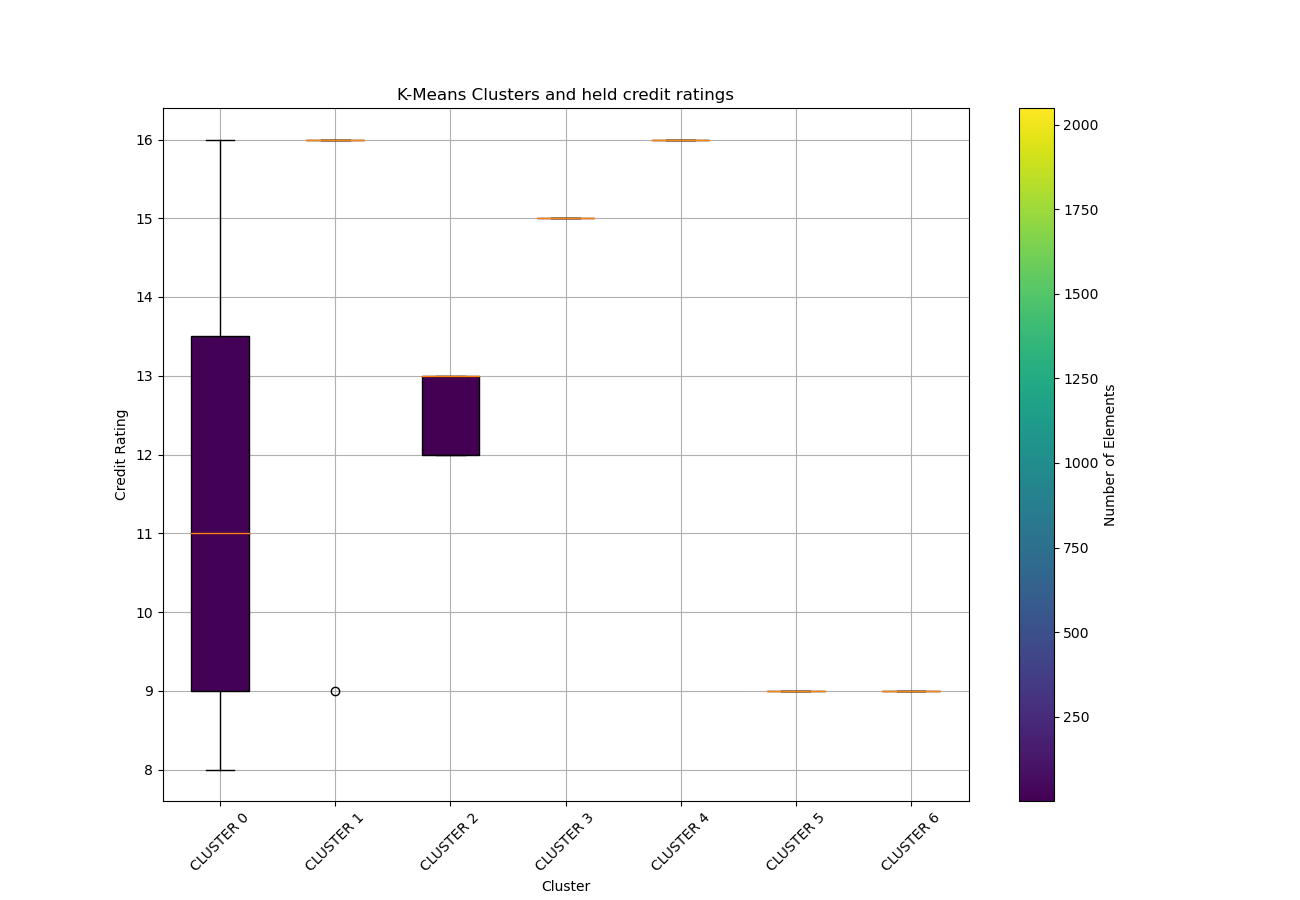 K-Means Clusters and held credit ratings
16
15
14
13
12
11
10
9
8
Credit Rating
CLUSTER 0
CLUSTER 1
CLUSTER 2
CLUSTER 3
CLUSTER 4
CLUSTER 5
CLUSTER 6
Cluster
2000
1750
1500
1250
1000
750
500
250
Number of Elements